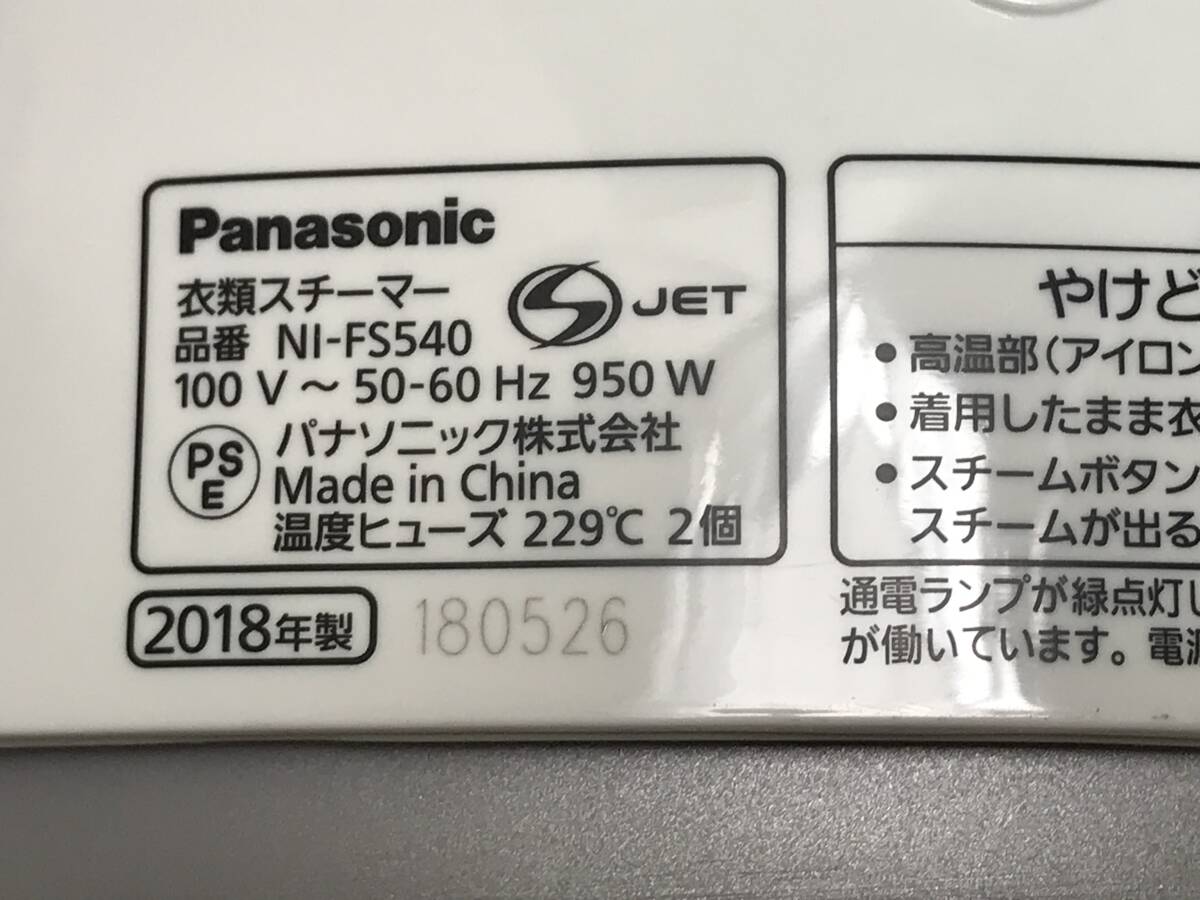 Panasonic
衣類スチーマー
JET
品番 NI-FS540
100 V ～ 50-60 Hz 950 W
PS
E
パナソニック株式会社
Made in China
温度ヒューズ 229℃ 2個
2018年製
180526
やけど
● 高温部(アイロン
● 着用したまま衣
● スチームボタン
スチームが出る
通電ランプが緑点灯し
が働いています。電源